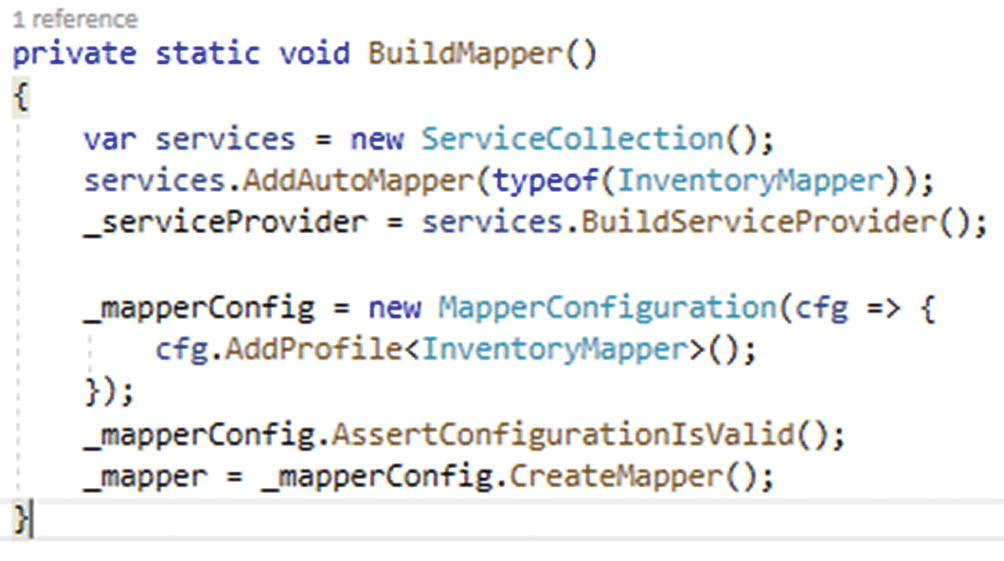 1 reference
private static void BuildMapper()
{
    var services = new ServiceCollection();
    services.AddAutoMapper(typeof(InventoryMapper));
    _serviceProvider = services.BuildServiceProvider();

    _mapperConfig = new MapperConfiguration(cfg => {
        cfg.AddProfile<InventoryMapper>();
    });
    _mapperConfig.AssertConfigurationIsValid();
    _mapper = _mapperConfig.CreateMapper();
}